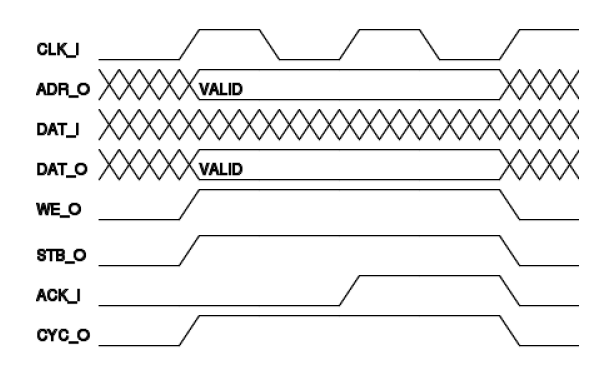 CLK_I
ADR_O VALID
DAT_I
DAT_O VALID
WE_O
STB_O
ACK_I
CYC_O